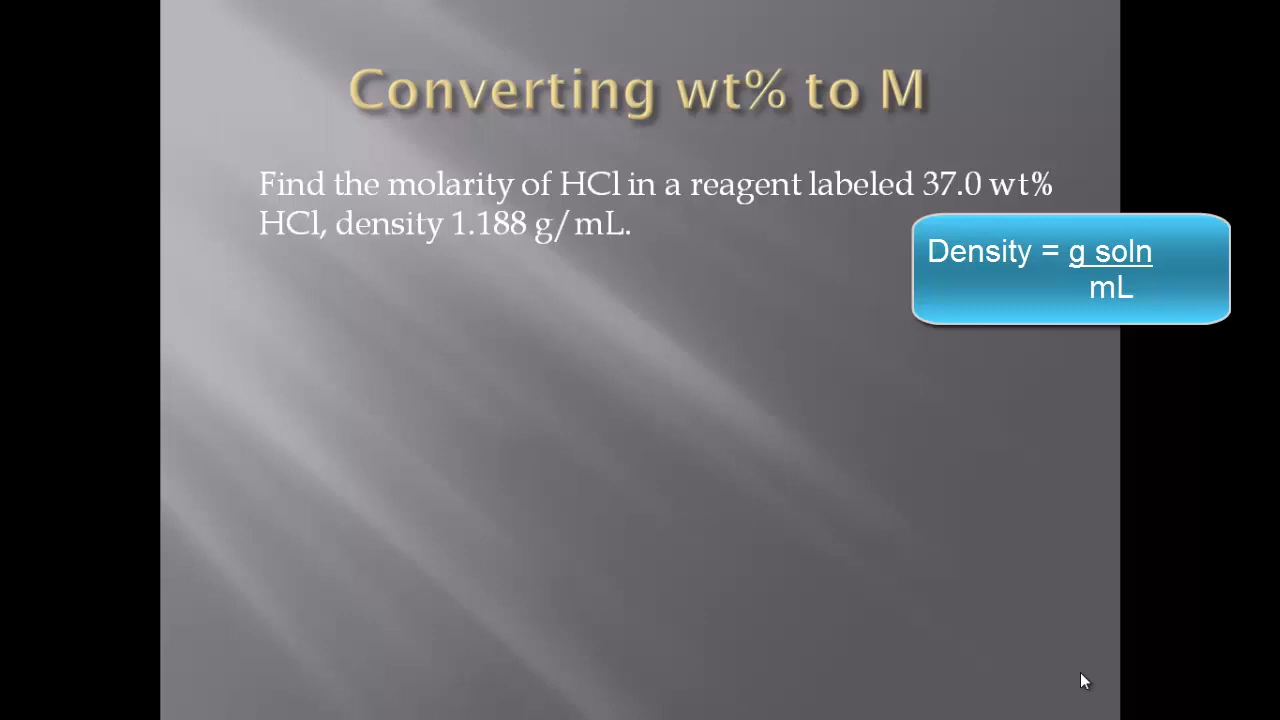 Converting wt% to M
Find the molarity of HCl in a reagent labeled 37.0 wt%
HCl, density 1.188 g/mL.
Density = g soln
mL